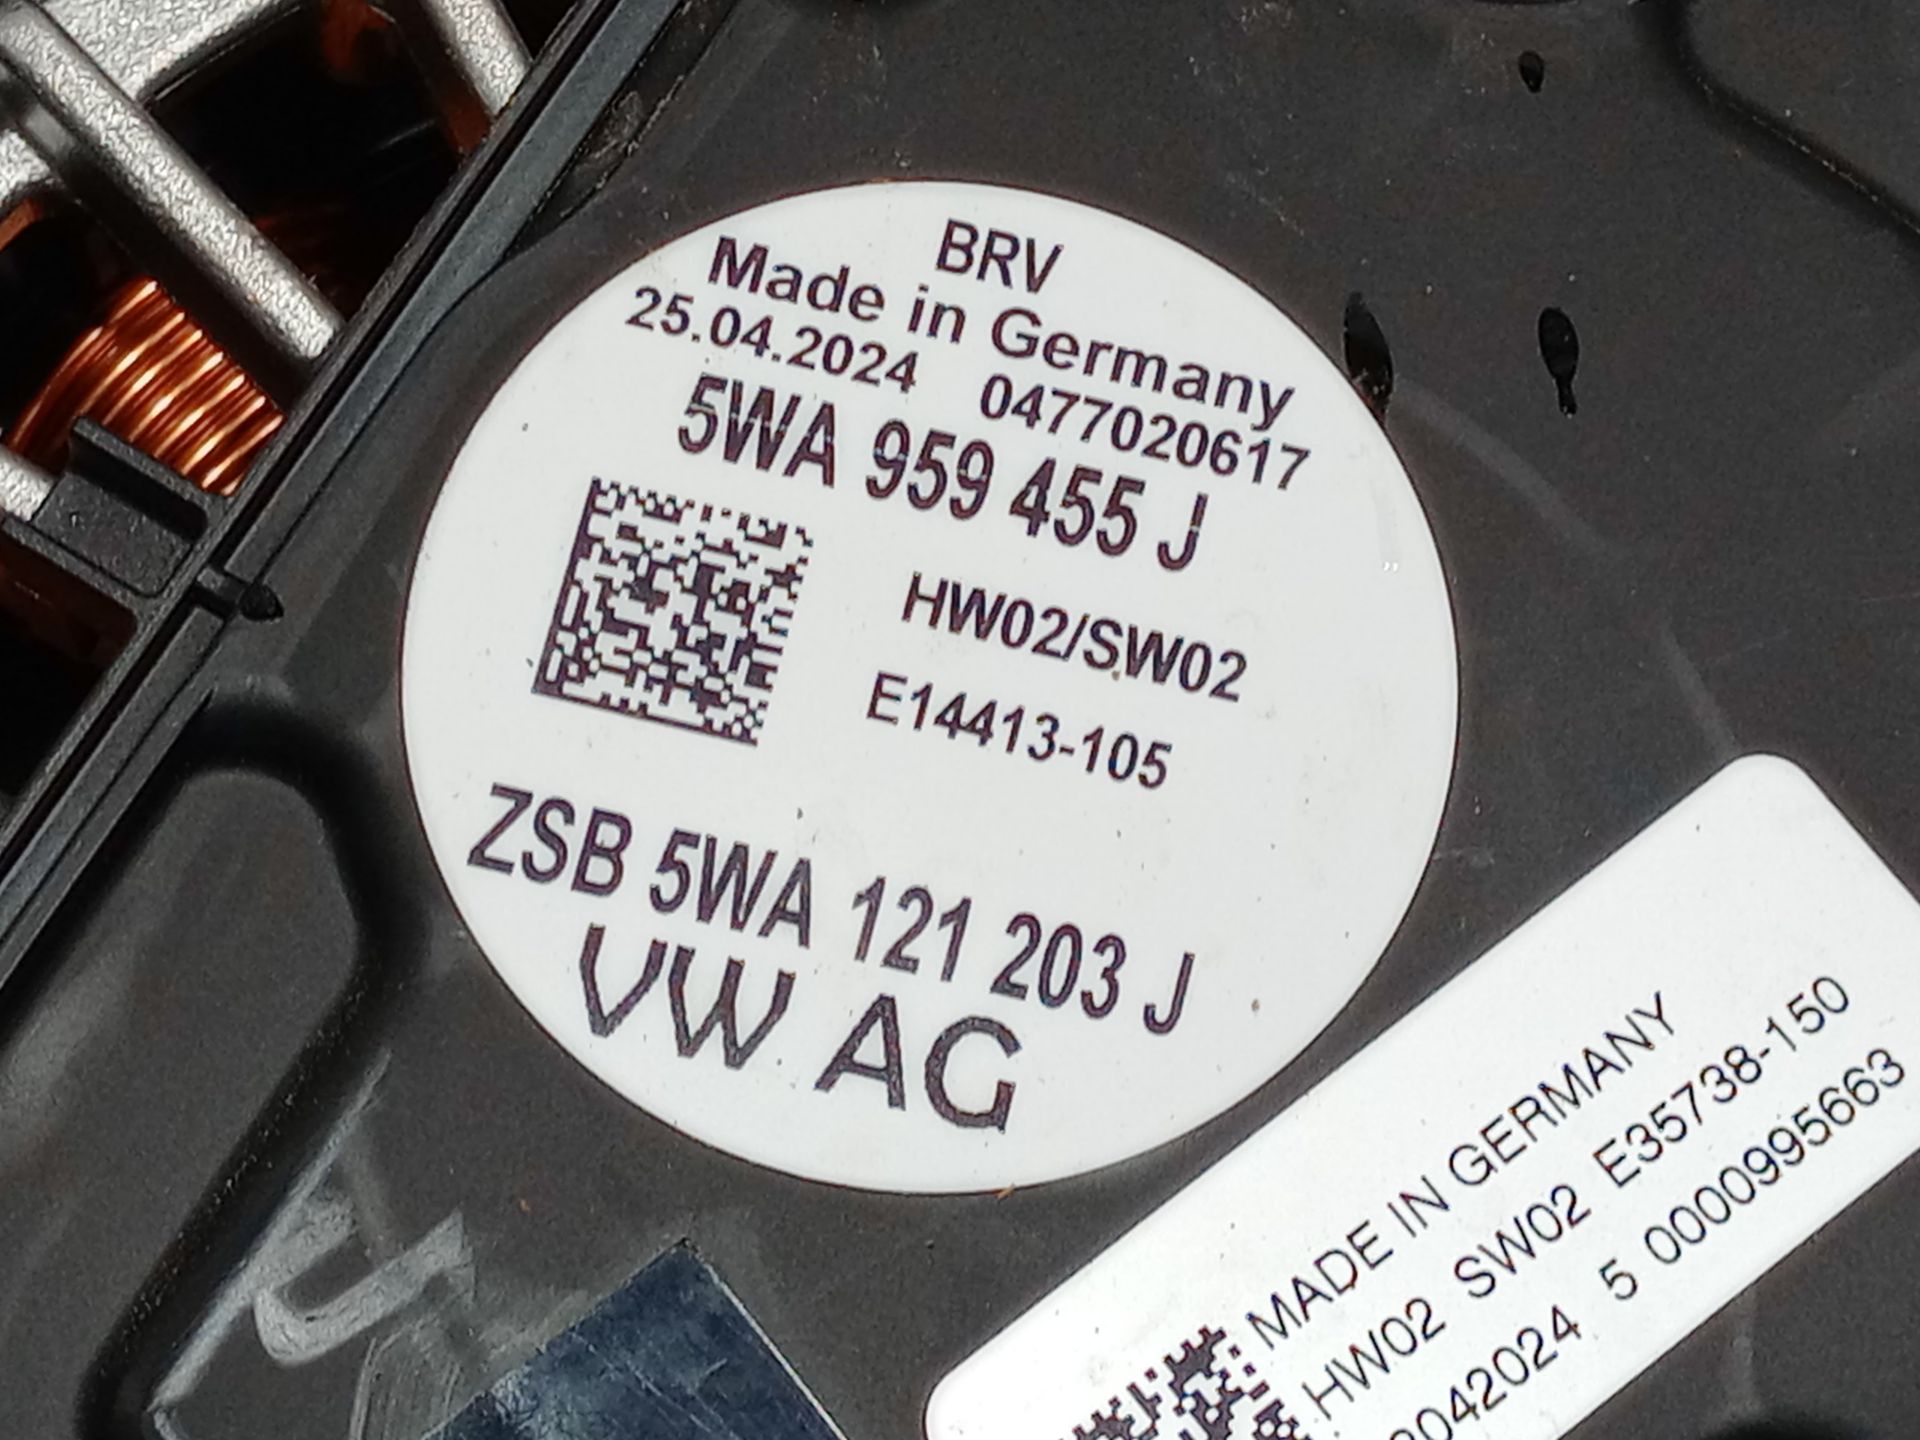 BRV
Made in Germany
25.04.2024 0477020617
5WA 959 455 J
HW02/SW02
E14413-105
ZSB 5WA 121 203 J
VW AG
MADE IN GERMANY
HW02 SW02 E35738-150
042024 5 0000995663